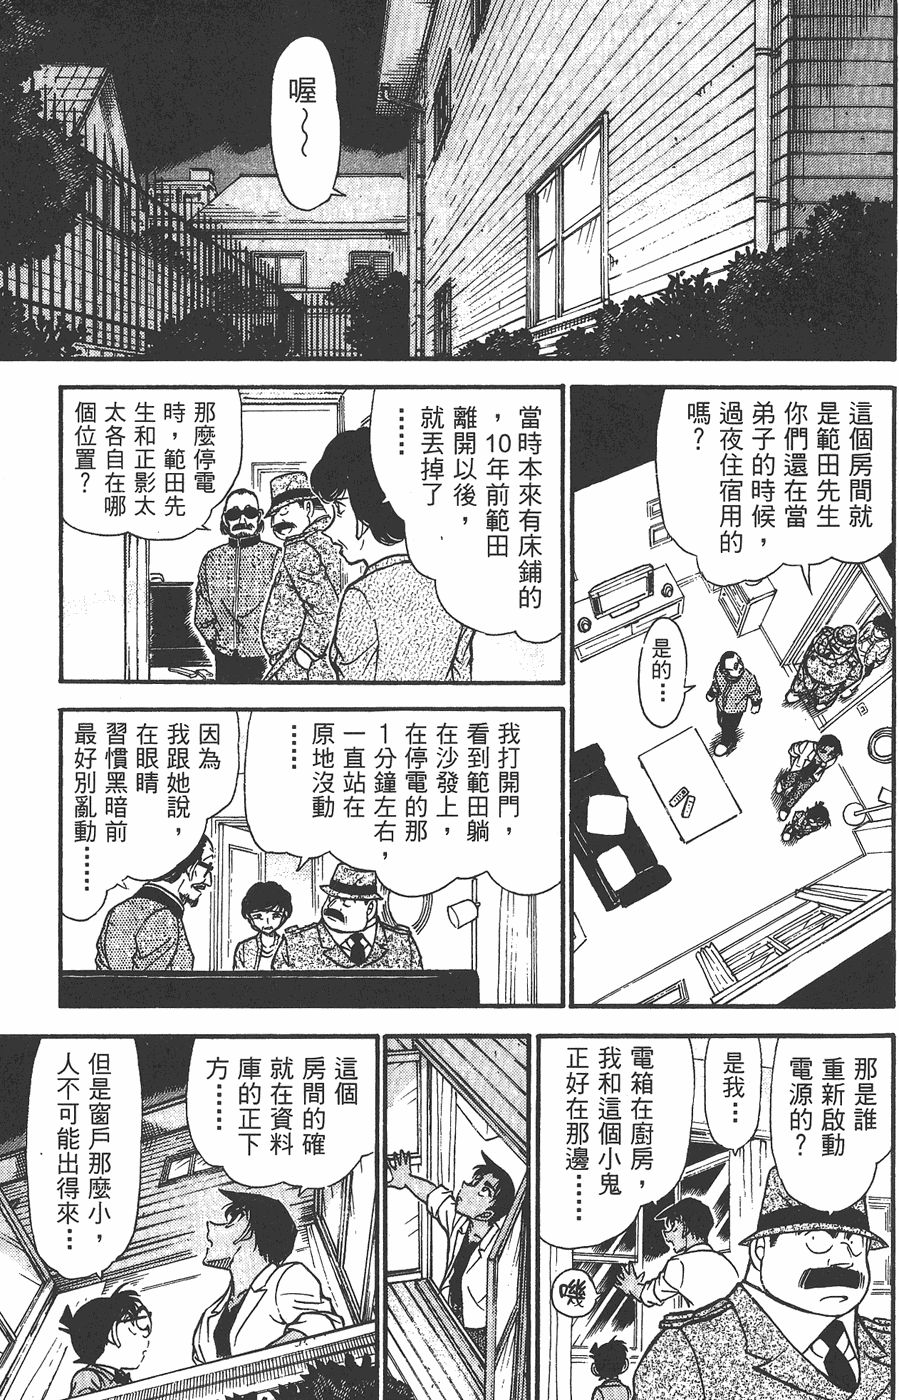 喔～～
這個房間就
是範田先生
你們還在當
弟子的時候，
過夜住宿用的
嗎？
是的…
當時本來有床鋪的
，10年前範田
離開以後，
就丟掉了
……
那麼停電
時，範田先
生和正影太
太各自在哪
個位置？
我打開門，
看到範田躺
在沙發上，
在停電的那
1分鐘左右，
一直站在
原地沒動
……
因為
我跟她說，
在眼睛
習慣黑暗前
最好別亂動……
那是誰
重新啟動
電源的？
是我…
電箱在廚房，
我和這個小鬼
正好在那邊……
嘰
這個
房間的確
就在資料
庫的正下
方……
但是窗戶那麼小，
人不可能出得來…